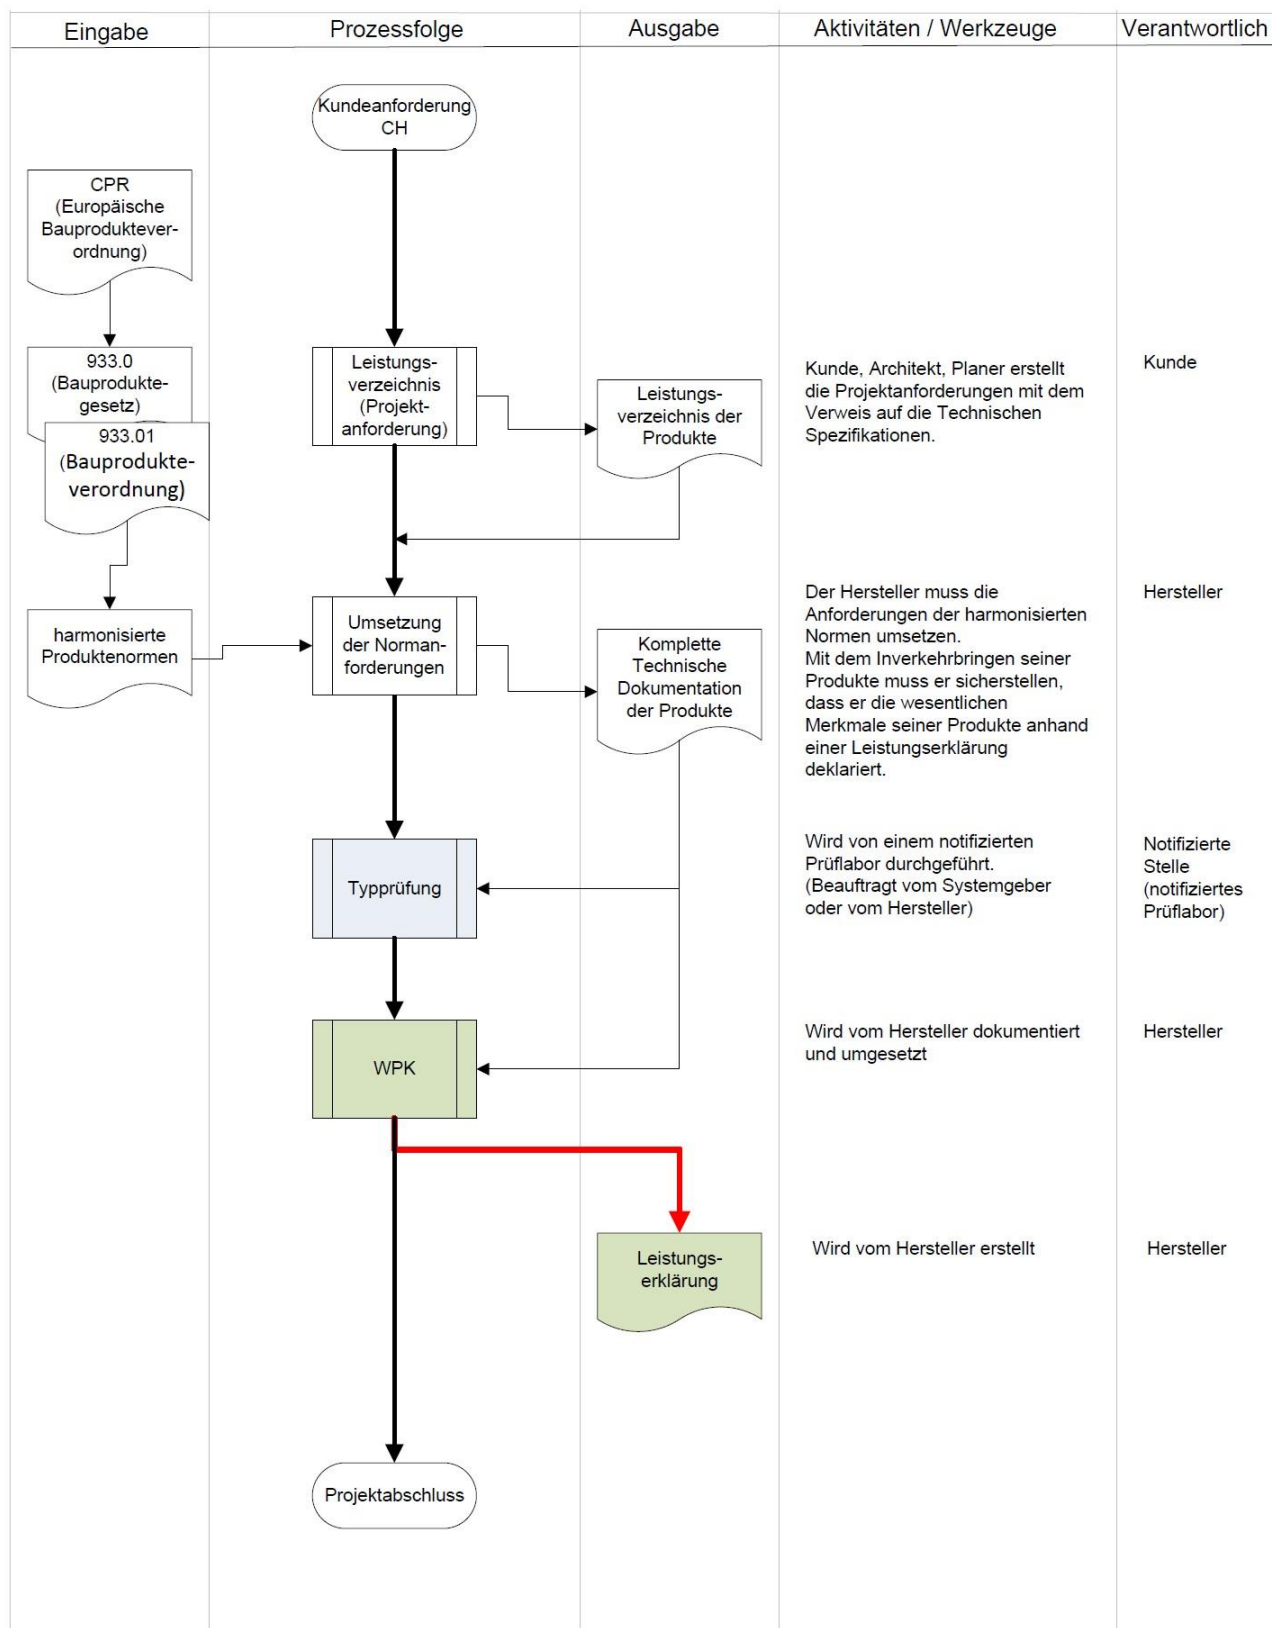 Eingabe
Prozessfolge
Ausgabe
Aktivitäten / Werkzeuge
Verantwortlich
Kundeanforderung
CH
CPR
(Europäische
Bauproduktever-
ordnung)
933.0
(Bauprodukte-
gesetz)
933.01
(Bauprodukte-
verordnung)
Leistungs-
verzeichnis
(Projekt-
anforderung)
Leistungs-
verzeichnis der
Produkte
Kunde, Architekt, Planer erstellt
die Projektanforderungen mit dem
Verweis auf die Technischen
Spezifikationen.
Kunde
harmonisierte
Produktenormen
Umsetzung
der Norman-
forderungen
Komplette
Technische
Dokumentation
der Produkte
Der Hersteller muss die
Anforderungen der harmonisierten
Normen umsetzen.
Mit dem Inverkehrbringen seiner
Produkte muss er sicherstellen,
dass er die wesentlichen
Merkmale seiner Produkte anhand
einer Leistungserklärung
deklariert.
Hersteller
Typprüfung
Wird von einem notifizierten
Prüflabor durchgeführt.
(Beauftragt vom Systemgeber
oder vom Hersteller)
Notifizierte
Stelle
(notifiziertes
Prüflabor)
WPK
Wird vom Hersteller dokumentiert
und umgesetzt
Hersteller
Leistungs-
erklärung
Wird vom Hersteller erstellt
Hersteller
Projektabschluss